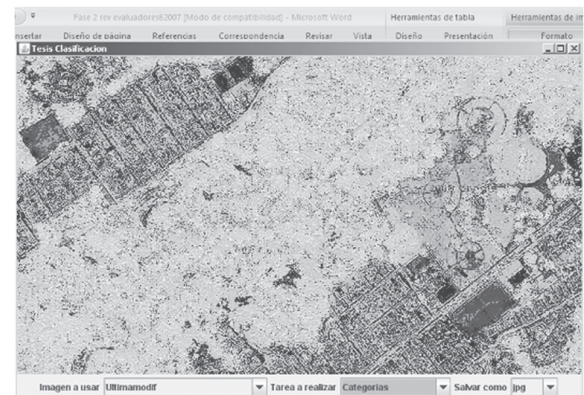 Fase 2 rev evaluadores62007 [Modo de compatibilidad] - Microsoft Word
Herramientas de tabla
Herramientas de im
nsertar Diseño de página Referencias Correspondencia Revisar Vista Diseño Presentación Formato
Tesis Clasificacion
Imagen a usar Ultimamodif Tarea a realizar Categorias Salvar como jpg